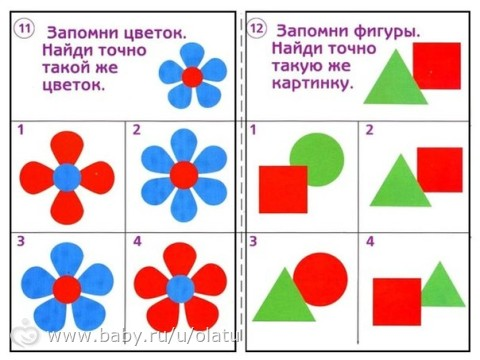 11
Запомни цветок.
Найди точно
такой же
цветок.
1
2
3
4
12
Запомни фигуры.
Найди точно
такую же
картинку.
1
2
3
4
www.baby.ru/u/olatu